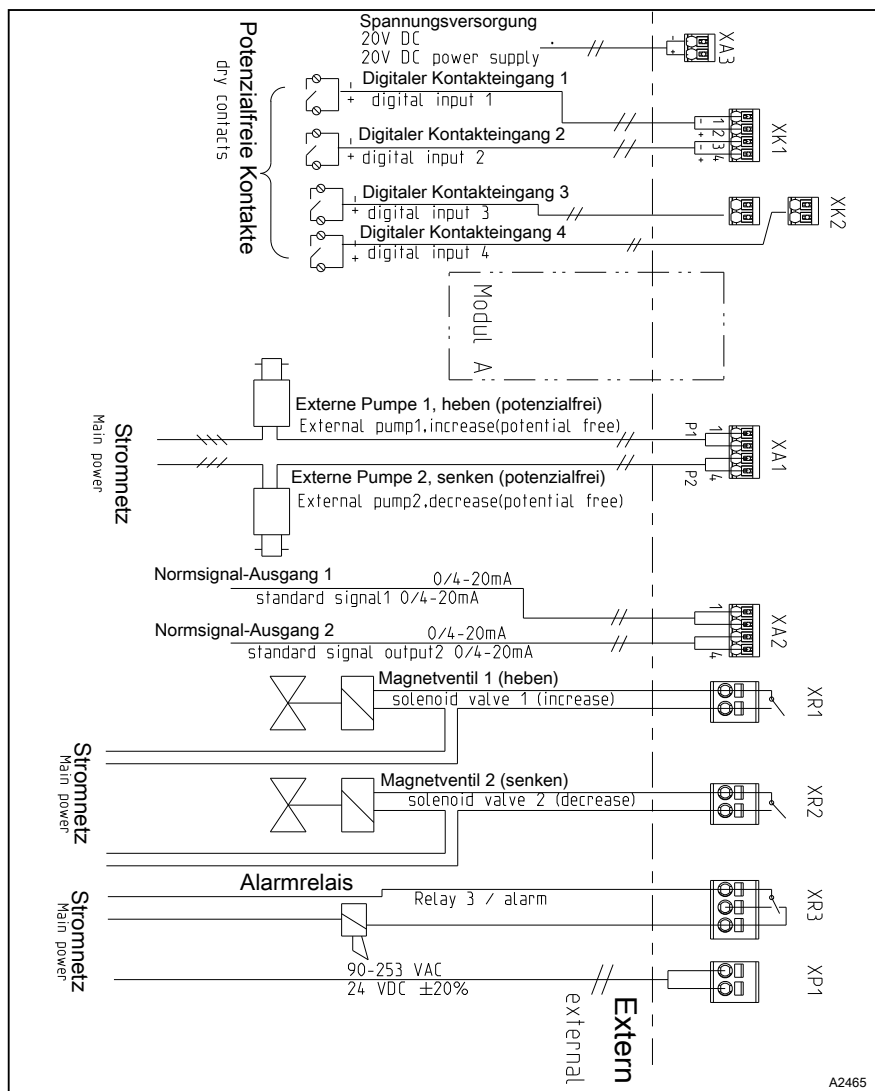 Spannungsversorgung
20V DC
20V DC power supply
- +
XA3
Potenzialfreie Kontakte
dry contacts
Digitaler Kontakteingang 1
- +
digital input 1
Digitaler Kontakteingang 2
- +
digital input 2
- + - +
1 2 3 4
XK1
Digitaler Kontakteingang 3
- +
digital input 3
Digitaler Kontakteingang 4
- +
digital input 4
XK2
Modul A
Stromnetz
Main power
Externe Pumpe 1, heben (potenzialfrei)
External pump1,increase(potential free)
Externe Pumpe 2, senken (potenzialfrei)
External pump2,decrease(potential free)
P1
P2
1
4
XA1
Normsignal-Ausgang 1
0/4-20mA
standard signal1 0/4-20mA
Normsignal-Ausgang 2
0/4-20mA
standard signal output2 0/4-20mA
1
4
XA2
Magnetventil 1 (heben)
solenoid valve 1 (increase)
XR1
Stromnetz
Main power
Magnetventil 2 (senken)
solenoid valve 2 (decrease)
XR2
Alarmrelais
Relay 3 / alarm
XR3
Stromnetz
Main power
90-253 VAC
24 VDC ±20%
XP1
Extern
external
A2465